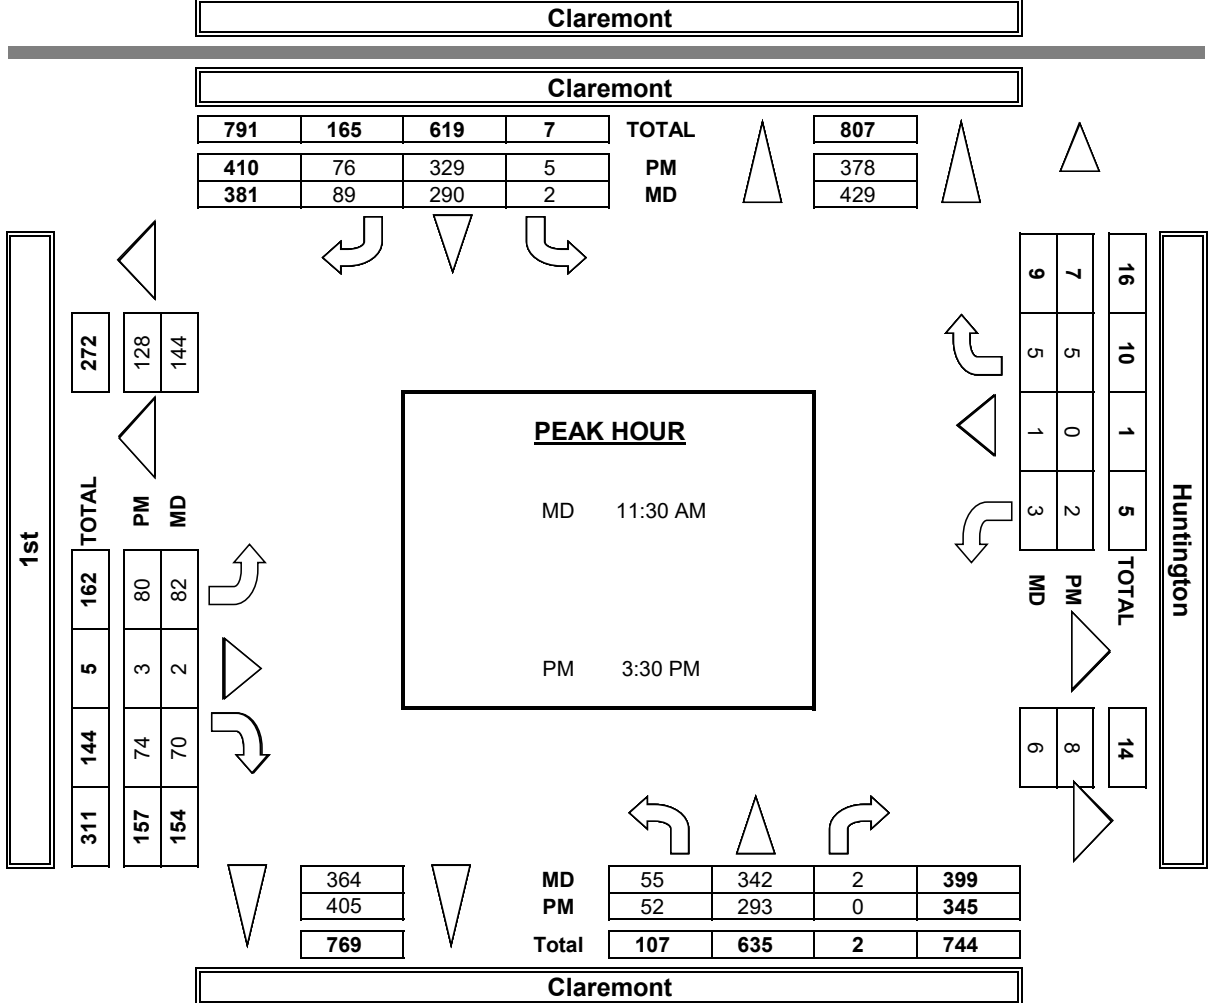 Claremont
Claremont
791 165 619 7 TOTAL 807
410 76 329 5 PM 378
381 89 290 2 MD 429
1st
272
128
144
TOTAL
PM
MD
162 5 144 311
80 3 74 157
82 2 70 154
PEAK HOUR
MD 11:30 AM
PM 3:30 PM
9 5 1 3 MD
7 5 0 2 PM
16 10 1 5 TOTAL
6
8
14
Huntington
364 MD 55 342 2 399
405 PM 52 293 0 345
769 Total 107 635 2 744
Claremont